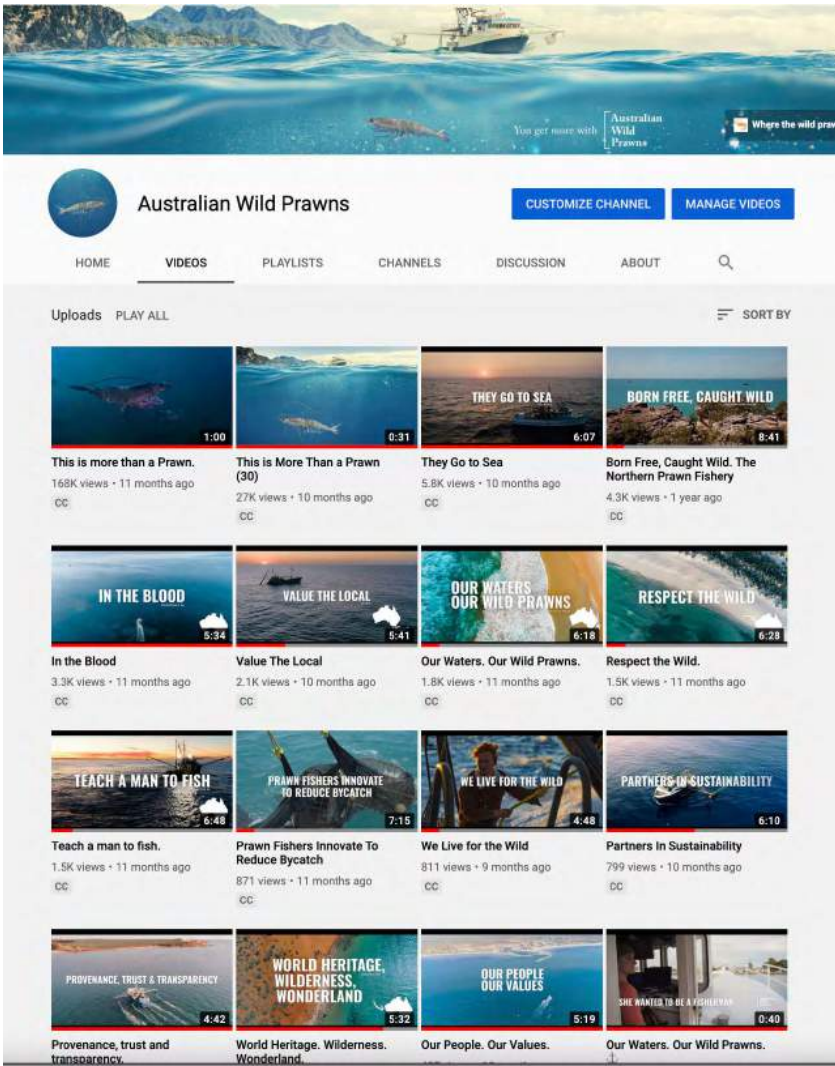 You get more with
Australian
Wild
Prawns
Where the wild praw
Australian Wild Prawns
CUSTOMIZE CHANNEL
MANAGE VIDEOS
HOME
VIDEOS
PLAYLISTS
CHANNELS
DISCUSSION
ABOUT
Uploads
PLAY ALL
SORT BY
1:00
This is more than a Prawn.
168K views • 11 months ago
CC
0:31
This is More Than a Prawn
(30)
27K views • 10 months ago
CC
THEY GO TO SEA
6:07
They Go to Sea
5.8K views • 10 months ago
CC
BORN FREE, CAUGHT WILD
8:41
Born Free, Caught Wild. The
Northern Prawn Fishery
4.3K views • 1 year ago
CC
IN THE BLOOD
5:34
In the Blood
3.3K views • 11 months ago
CC
VALUE THE LOCAL
5:41
Value The Local
2.1K views • 10 months ago
CC
OUR WATERS
OUR WILD PRAWNS
6:18
Our Waters. Our Wild Prawns.
1.8K views • 11 months ago
CC
RESPECT THE WILD
6:28
Respect the Wild.
1.5K views • 11 months ago
CC
TEACH A MAN TO FISH
6:48
Teach a man to fish.
1.5K views • 11 months ago
CC
PRAWN FISHERS INNOVATE
TO REDUCE BYCATCH
7:15
Prawn Fishers Innovate To
Reduce Bycatch
871 views • 11 months ago
CC
WE LIVE FOR THE WILD
4:48
We Live for the Wild
811 views • 9 months ago
CC
PARTNERS IN SUSTAINABILITY
6:10
Partners In Sustainability
799 views • 10 months ago
CC
PROVENANCE, TRUST & TRANSPARENCY
4:42
Provenance, trust and
transparency.
WORLD HERITAGE,
WILDERNESS,
WONDERLAND
5:32
World Heritage. Wilderness.
Wonderland.
OUR PEOPLE
OUR VALUES
5:19
Our People. Our Values.
SHE WANTED TO BE A FISHERMAN
0:40
Our Waters. Our Wild Prawns.